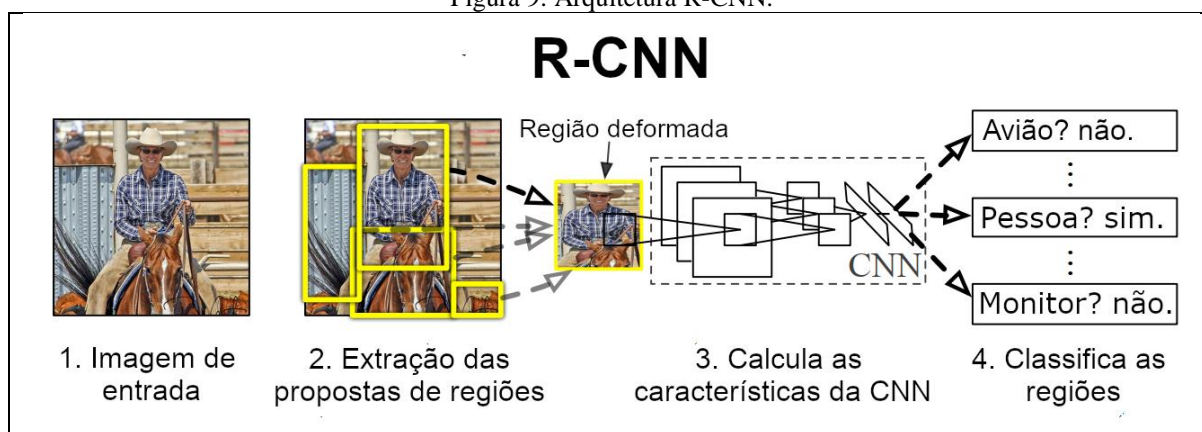 Figura 9: Arquitetura R-CNN.
R-CNN
Região deformada
Avião? não.
Pessoa? sim.
CNN
Monitor? não.
1. Imagem de
entrada
2. Extração das
propostas de regiões
3. Calcula as
características da CNN
4. Classifica as
regiões